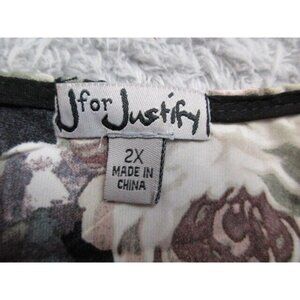 J for Justify
2X
MADE IN
CHINA